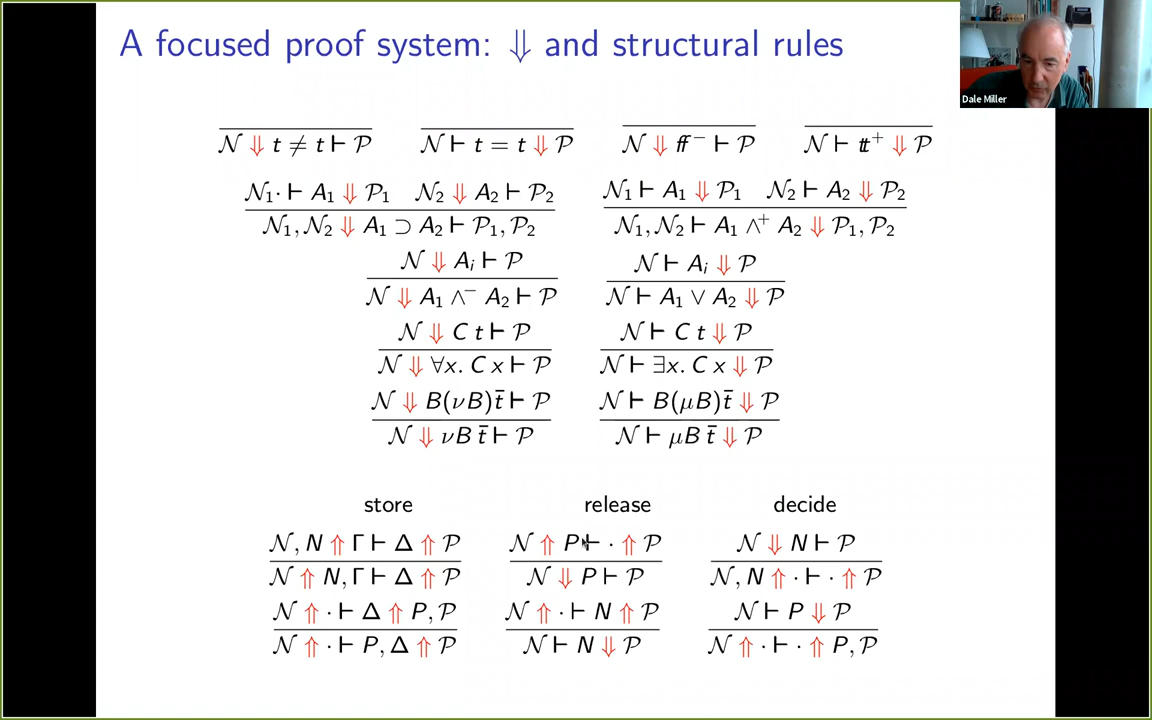 A focused proof system: ⇓ and structural rules
Dale Miller
𝒩 ⇓ t ≠ t ⊢ 𝒫    𝒩 ⊢ t = t ⇓ 𝒫    𝒩 ⇓ ff⁻ ⊢ 𝒫    𝒩 ⊢ tt⁺ ⇓ 𝒫
𝒩₁· ⊢ A₁ ⇓ 𝒫₁    𝒩₂ ⇓ A₂ ⊢ 𝒫₂    𝒩₁ ⊢ A₁ ⇓ 𝒫₁    𝒩₂ ⊢ A₂ ⇓ 𝒫₂
𝒩₁, 𝒩₂ ⇓ A₁ ⊃ A₂ ⊢ 𝒫₁, 𝒫₂    𝒩₁, 𝒩₂ ⊢ A₁ ∧⁺ A₂ ⇓ 𝒫₁, 𝒫₂
𝒩 ⇓ Aᵢ ⊢ 𝒫    𝒩 ⊢ Aᵢ ⇓ 𝒫
𝒩 ⇓ A₁ ∧⁻ A₂ ⊢ 𝒫    𝒩 ⊢ A₁ ∨ A₂ ⇓ 𝒫
𝒩 ⇓ C t ⊢ 𝒫    𝒩 ⊢ C t ⇓ 𝒫
𝒩 ⇓ ∀x. C x ⊢ 𝒫    𝒩 ⊢ ∃x. C x ⇓ 𝒫
𝒩 ⇓ B(νB)t̄ ⊢ 𝒫    𝒩 ⊢ B(μB)t̄ ⇓ 𝒫
𝒩 ⇓ νB t̄ ⊢ 𝒫    𝒩 ⊢ μB t̄ ⇓ 𝒫
store    release    decide
𝒩, N ⇑ Γ ⊢ Δ ⇑ 𝒫    𝒩 ⇑ P ⊢ · ⇑ 𝒫    𝒩 ⇓ N ⊢ 𝒫
𝒩 ⇑ N, Γ ⊢ Δ ⇑ 𝒫    𝒩 ⇓ P ⊢ 𝒫    𝒩, N ⇑ · ⊢ · ⇑ 𝒫
𝒩 ⇑ · ⊢ Δ ⇑ P, 𝒫    𝒩 ⇑ · ⊢ N ⇑ 𝒫    𝒩 ⊢ P ⇓ 𝒫
𝒩 ⇑ · ⊢ P, Δ ⇑ 𝒫    𝒩 ⊢ N ⇓ 𝒫    𝒩 ⇑ · ⊢ · ⇑ P, 𝒫